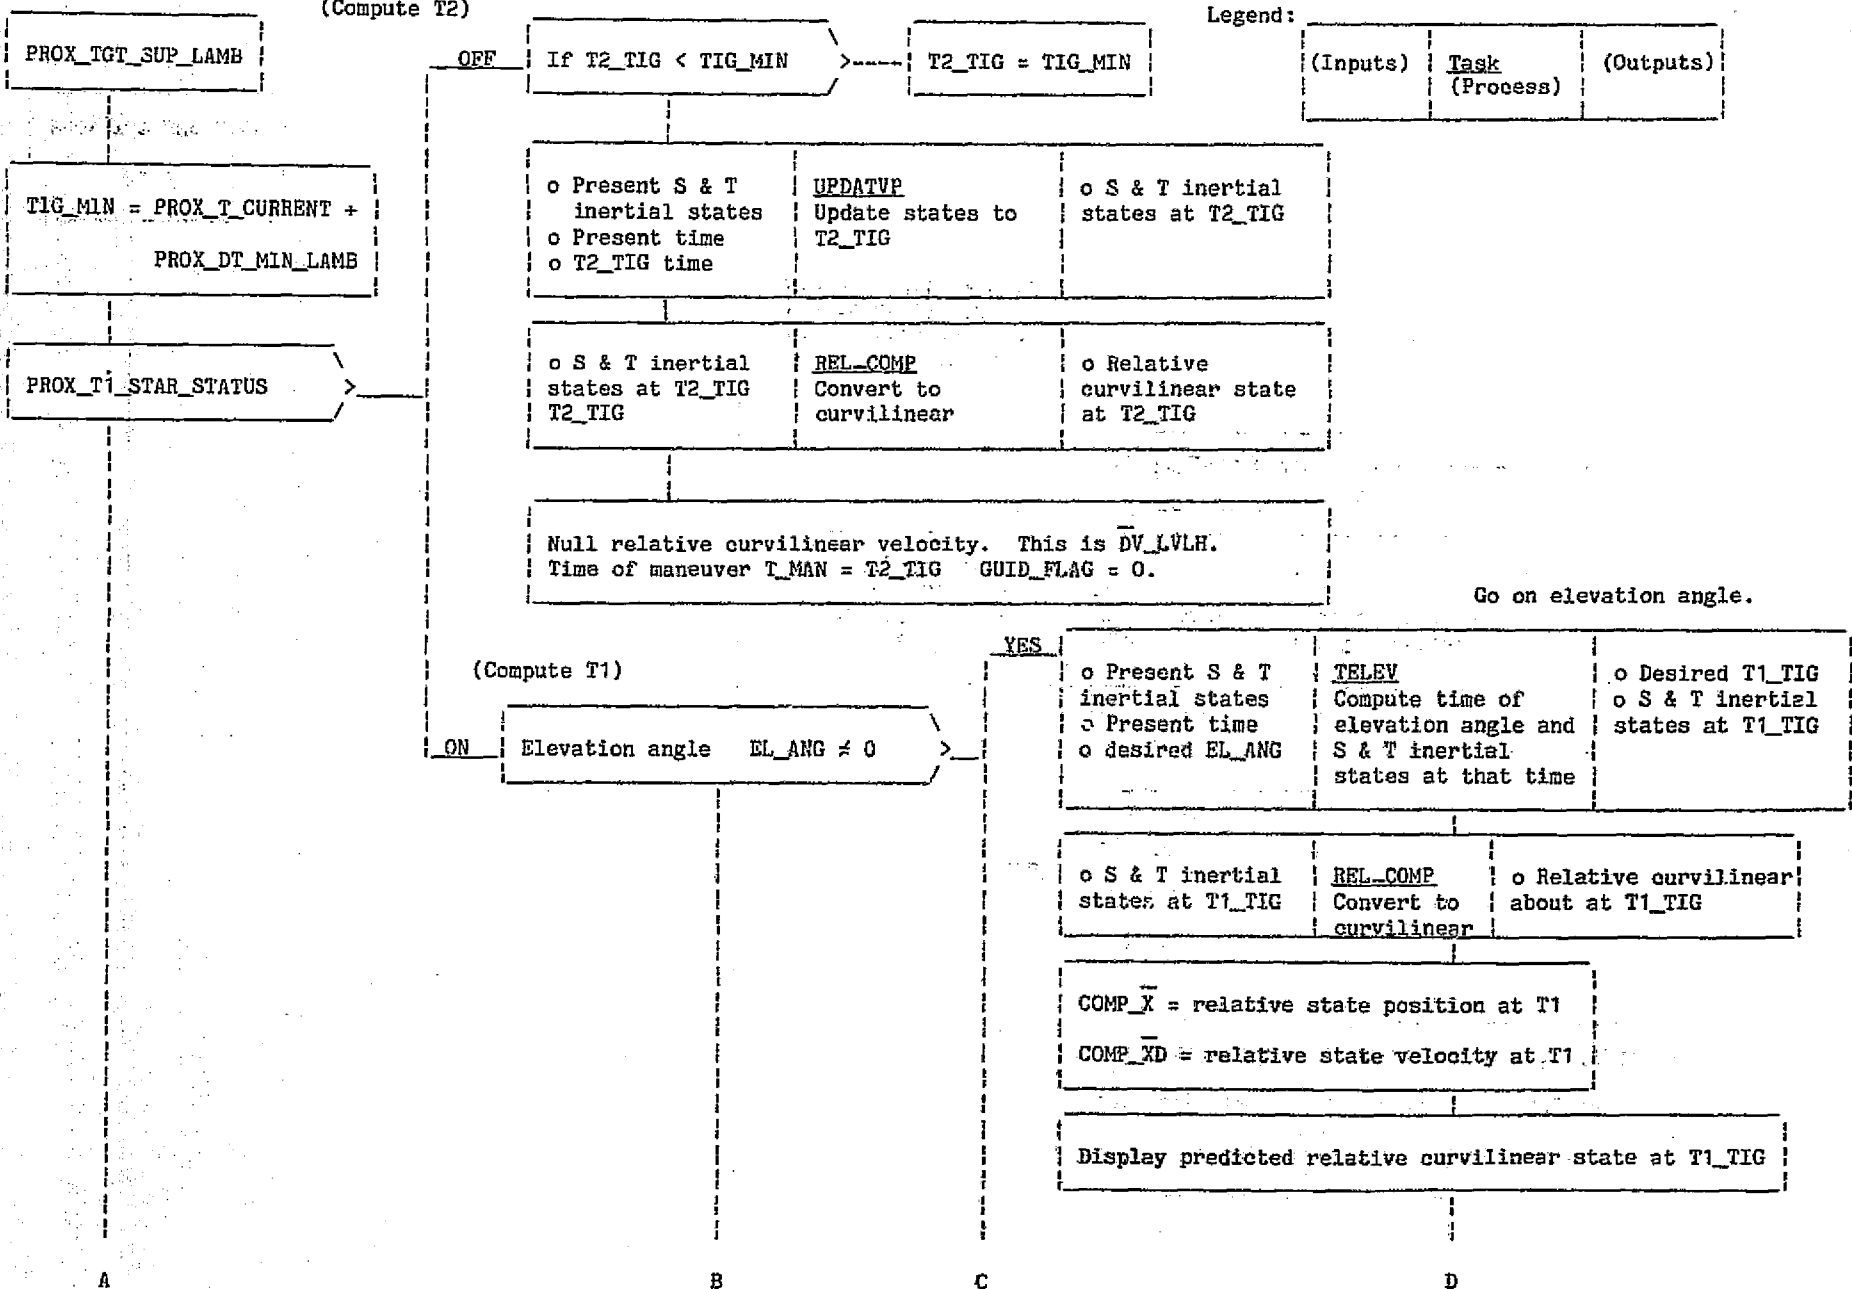 (Compute T2)
Legend:
PROX_TGT_SUP_LAMB
OFF
If T2_TIG < TIG_MIN
T2_TIG = TIG_MIN
(Inputs)
Task
(Process)
(Outputs)
TIG_MIN = PROX_T_CURRENT +
PROX_DT_MIN_LAMB
o Present S & T
inertial states
o Present time
o T2_TIG time
UPDATVP
Update states to
T2_TIG
o S & T inertial
states at T2_TIG
PROX_T1_STAR_STATUS
o S & T inertial
states at T2_TIG
T2_TIG
REL_COMP
Convert to
curvilinear
o Relative
curvilinear state
at T2_TIG
Null relative curvilinear velocity. This is D̅V_LVLH.
Time of maneuver T_MAN = T2_TIG GUID_FLAG = 0.
Go on elevation angle.
(Compute T1)
ON
Elevation angle EL_ANG ≠ 0
YES
o Present S & T
inertial states
o Present time
o desired EL_ANG
TELEV
Compute time of
elevation angle and
S & T inertial
states at that time
o Desired T1_TIG
o S & T inertial
states at T1_TIG
o S & T inertial
states at T1_TIG
REL_COMP
Convert to
curvilinear
o Relative curvilinear
about at T1_TIG
COMP_X̅ = relative state position at T1
COMP_X̅D = relative state velocity at T1
Display predicted relative curvilinear state at T1_TIG
A
B
C
D